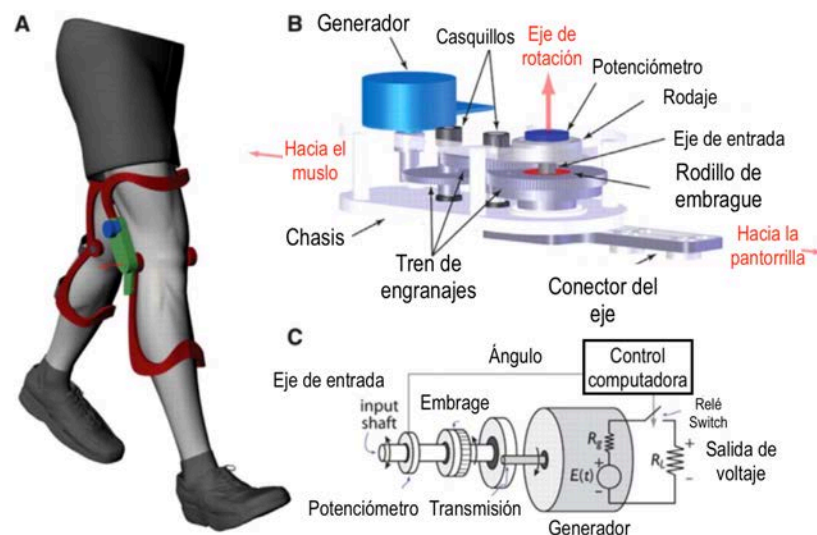 A
B
Generador
Casquillos
Eje de
rotación
Potenciómetro
Rodaje
Eje de entrada
Rodillo de
embrague
Hacia el
muslo
Chasis
Tren de
engranajes
Conector del
eje
Hacia la
pantorrilla
C
Ángulo
Control
computadora
Eje de entrada
input
shaft
Embrage
Relé
Switch
Rg
E(t)
+
−
RL
+
−
Salida de
voltaje
Potenciómetro
Transmisión
Generador